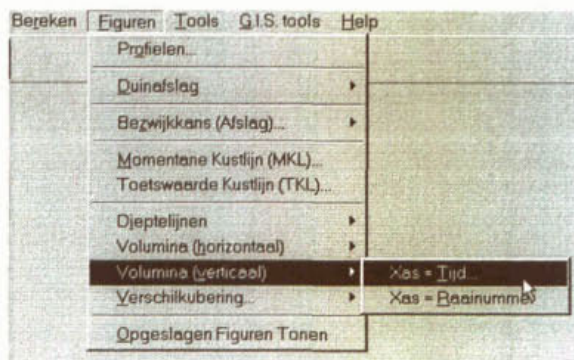 Bereken Figuren Tools G.I.S. tools Help
Profielen...
Duinafslag
Bezwijkkans (Afslag)...
Momentane Kustlijn (MKL)...
Toetswaarde Kustlijn (TKL)...
Dieptelijnen
Volumina (horizontaal)
Volumina (verticaal)
Xas = Tijd...
Verschilkubering...
Xas = Raainummer
Opgeslagen Figuren Tonen